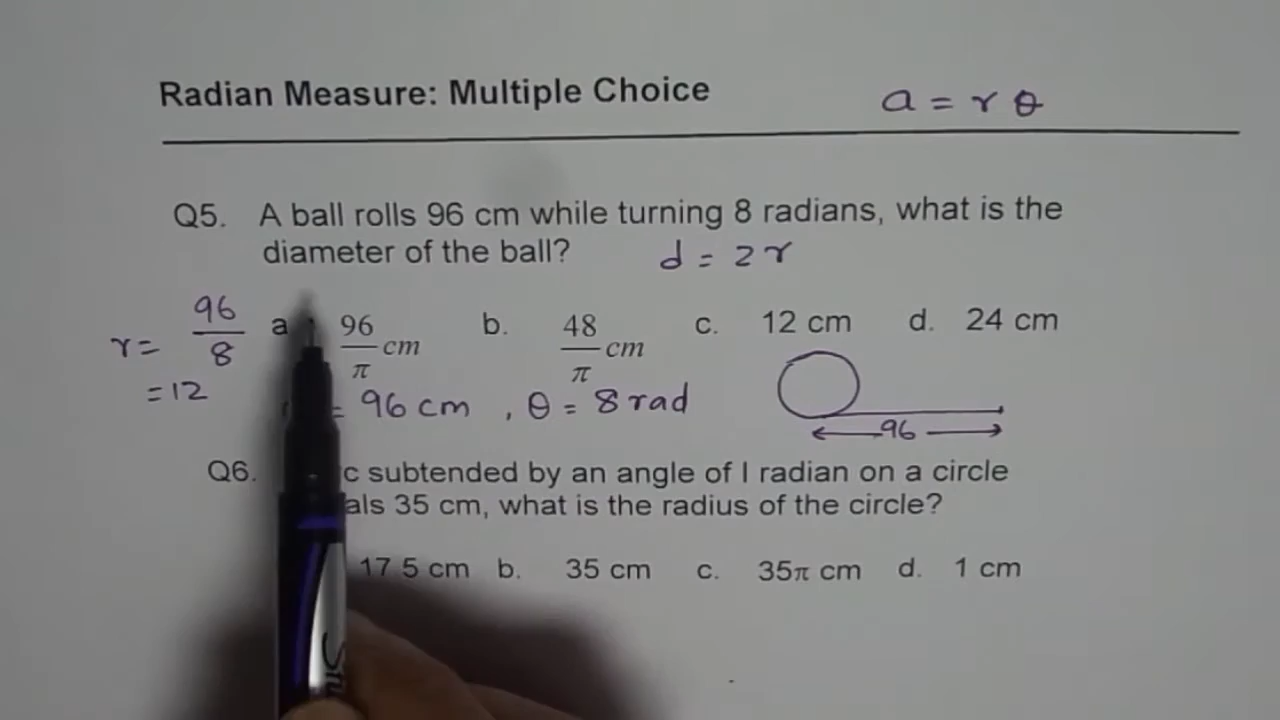 Radian Measure: Multiple Choice a = r θ
Q5. A ball rolls 96 cm while turning 8 radians, what is the
diameter of the ball? d = 2r
r = 96/8 a 96/π cm b. 48/π cm c. 12 cm d. 24 cm
= 12
= 96 cm , θ = 8 rad
96
Q6. c subtended by an angle of I radian on a circle
als 35 cm, what is the radius of the circle?
17 5 cm b. 35 cm c. 35π cm d. 1 cm